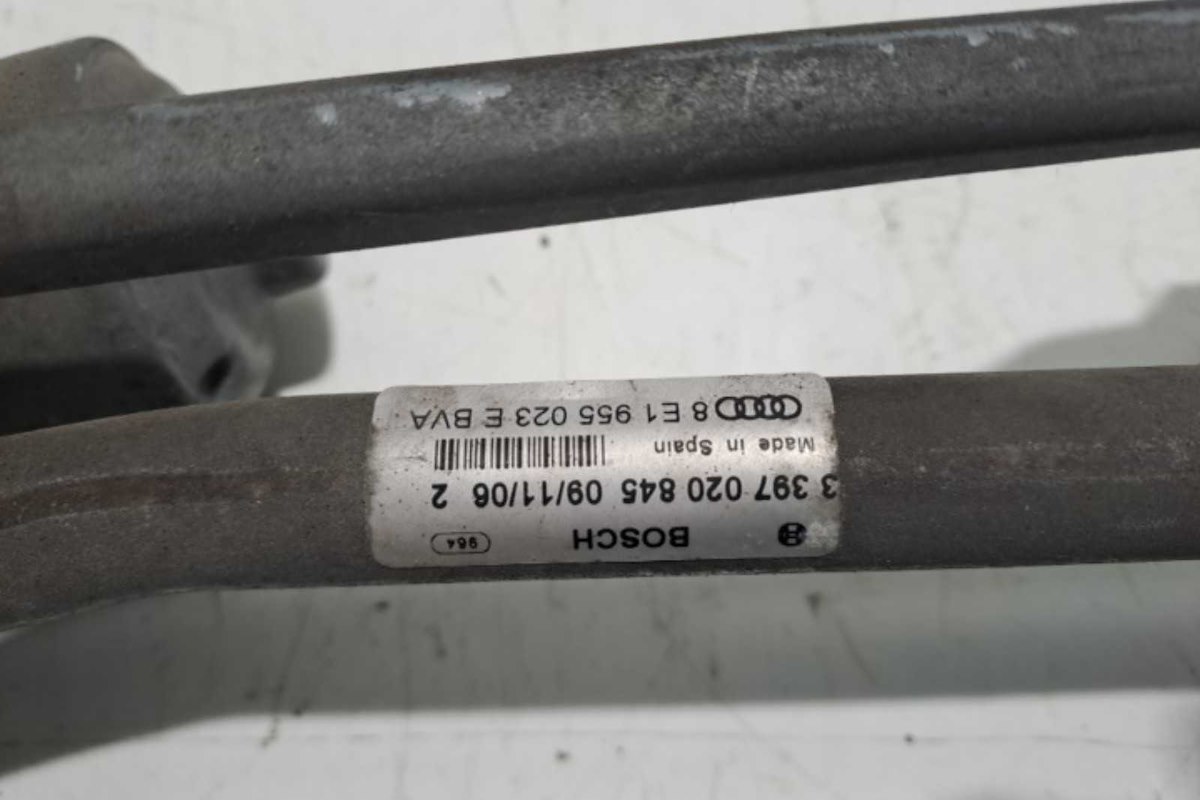 BOSCH 964
3 397 020 845 09/11/06 2
Made in Spain
8 E1 955 023 E BVA